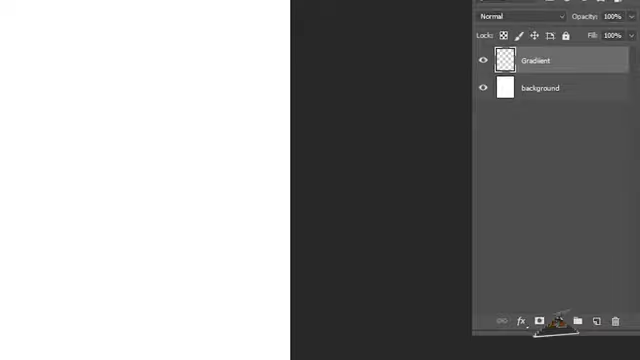 Normal Opacity: 100%
Lock: Fill: 100%
Gradient
background
fx